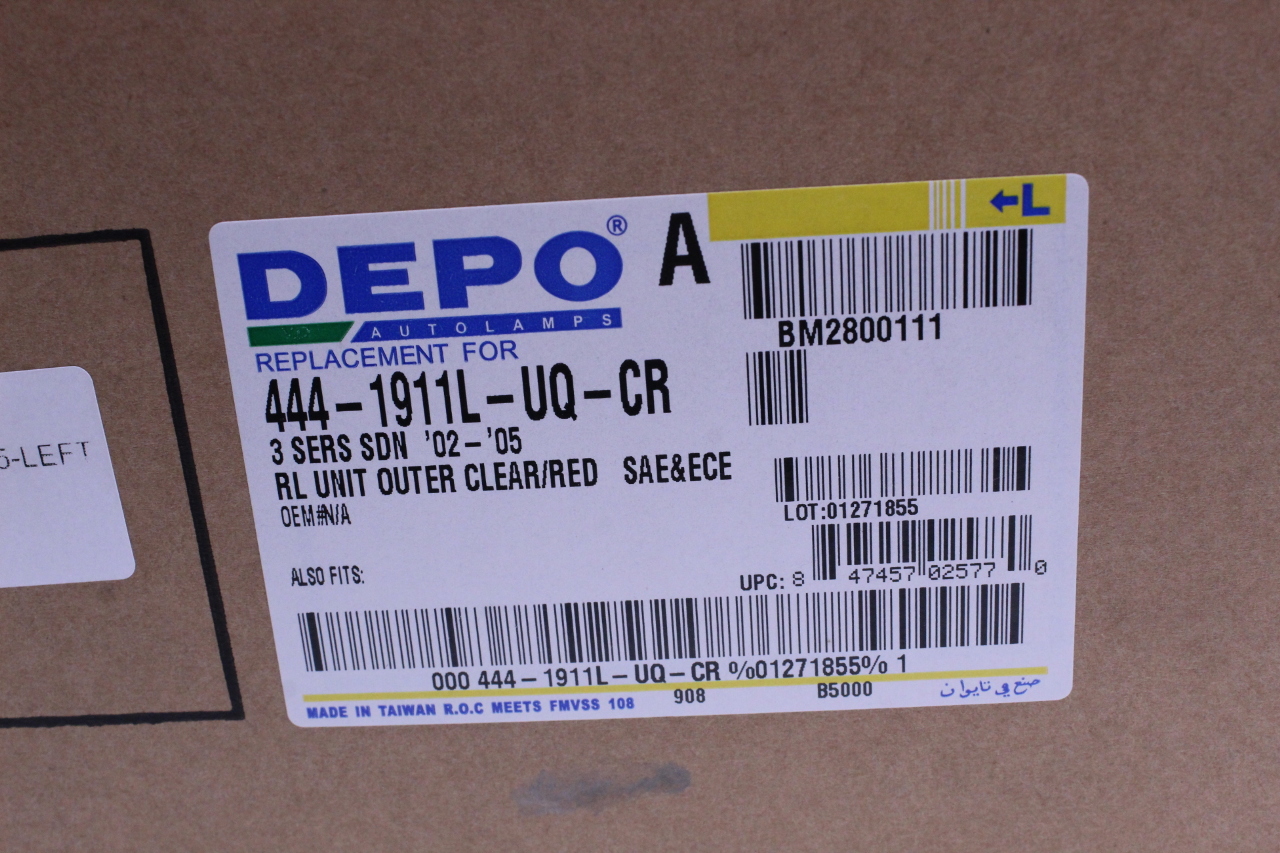 DEPO® A ←L
AUTOLAMPS
REPLACEMENT FOR
BM2800111
444-1911L-UQ-CR
3 SERS SDN '02-'05
RL UNIT OUTER CLEAR/RED SAE&ECE
OEM#N/A
LOT:01271855
ALSO FITS:
UPC: 8 47457 02577 0
000 444-1911L-UQ-CR %01271855% 1
MADE IN TAIWAN R.O.C MEETS FMVSS 108 908 B5000 صنع في تايوان
5-LEFT